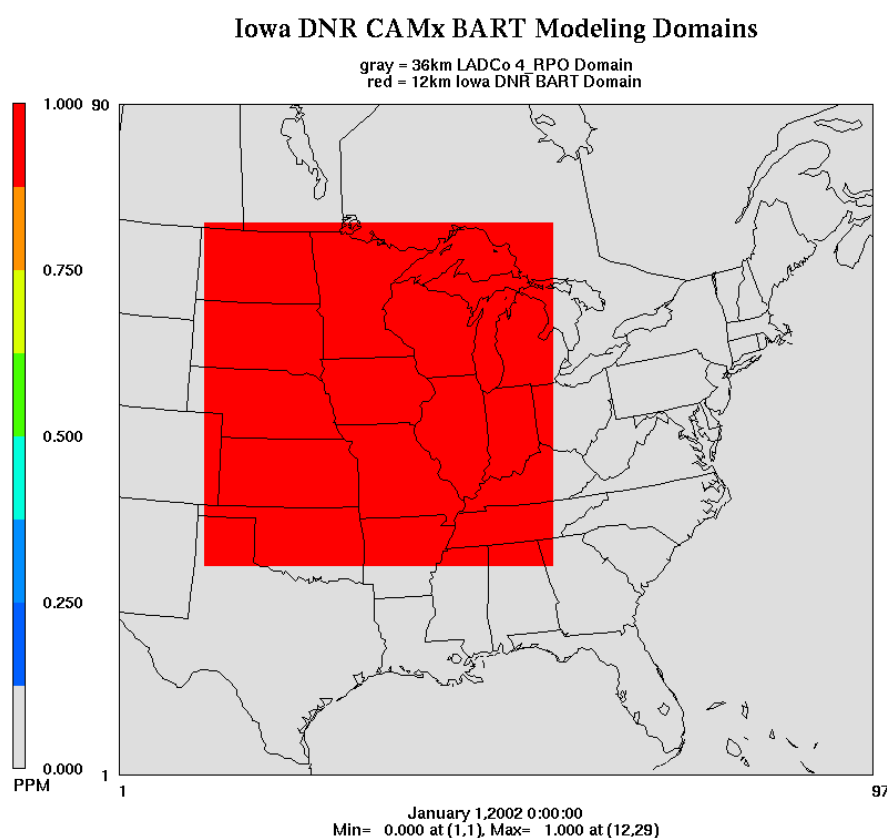 Iowa DNR CAMx BART Modeling Domains
gray = 36km LADCo 4_RPO Domain
red = 12km Iowa DNR BART Domain
1.000
0.750
0.500
0.250
0.000
PPM
90
1
1
97
January 1,2002 0:00:00
Min= 0.000 at (1,1), Max= 1.000 at (12,29)